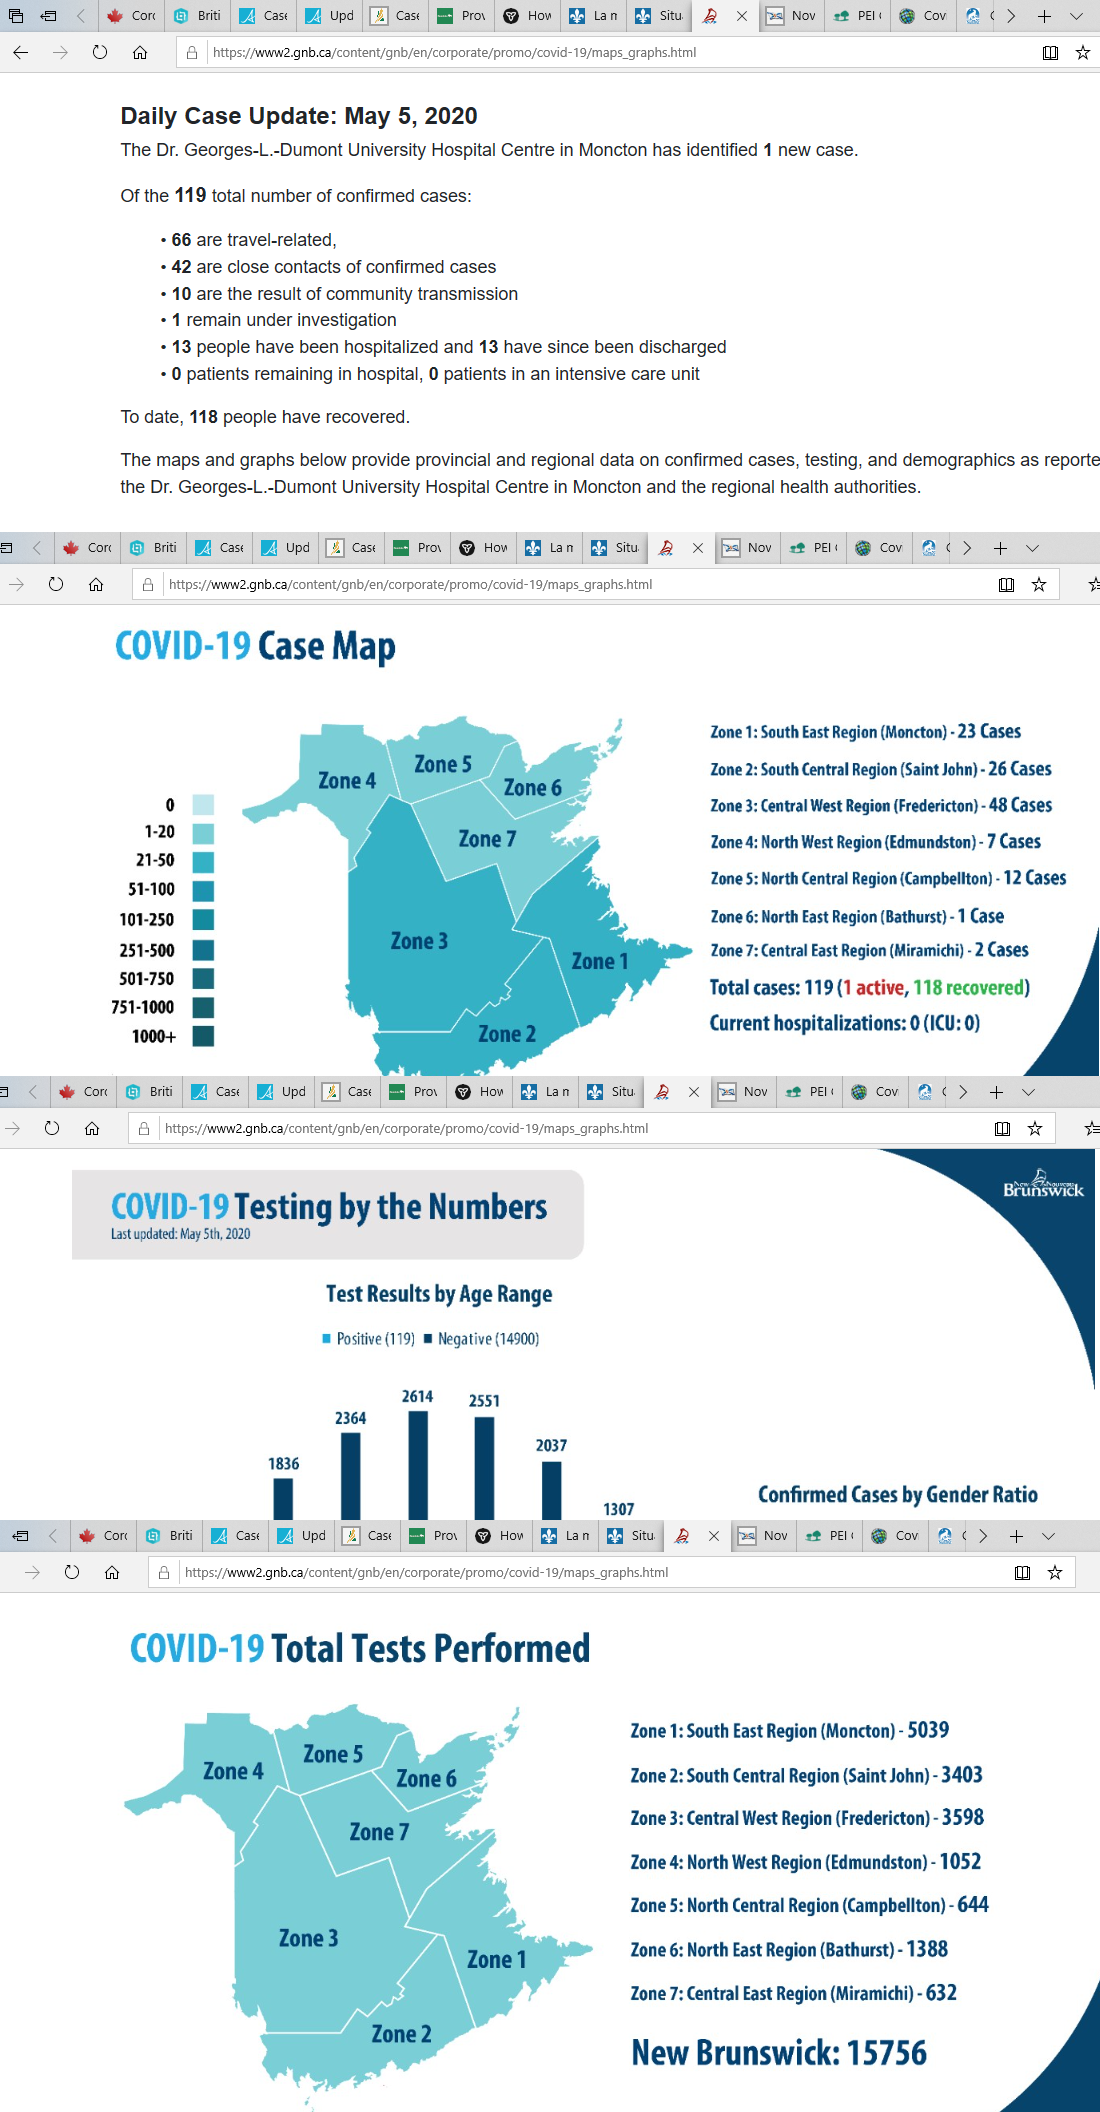 Corc Briti Case Upd Case Prov How La n Situ Nov PEI Cov
https://www2.gnb.ca/content/gnb/en/corporate/promo/covid-19/maps_graphs.html
Daily Case Update: May 5, 2020
The Dr. Georges-L.-Dumont University Hospital Centre in Moncton has identified 1 new case.
Of the 119 total number of confirmed cases:
• 66 are travel-related,
• 42 are close contacts of confirmed cases
• 10 are the result of community transmission
• 1 remain under investigation
• 13 people have been hospitalized and 13 have since been discharged
• 0 patients remaining in hospital, 0 patients in an intensive care unit
To date, 118 people have recovered.
The maps and graphs below provide provincial and regional data on confirmed cases, testing, and demographics as reporte
the Dr. Georges-L.-Dumont University Hospital Centre in Moncton and the regional health authorities.
Corc Briti Case Upd Case Prov How La n Situ Nov PEI Cov
https://www2.gnb.ca/content/gnb/en/corporate/promo/covid-19/maps_graphs.html
COVID-19 Case Map
0
1-20
21-50
51-100
101-250
251-500
501-750
751-1000
1000+
Zone 4
Zone 5
Zone 6
Zone 7
Zone 3
Zone 1
Zone 2
Zone 1: South East Region (Moncton) - 23 Cases
Zone 2: South Central Region (Saint John) - 26 Cases
Zone 3: Central West Region (Fredericton) - 48 Cases
Zone 4: North West Region (Edmundston) - 7 Cases
Zone 5: North Central Region (Campbellton) - 12 Cases
Zone 6: North East Region (Bathurst) - 1 Case
Zone 7: Central East Region (Miramichi) - 2 Cases
Total cases: 119 (1 active, 118 recovered)
Current hospitalizations: 0 (ICU: 0)
Corc Briti Case Upd Case Prov How La n Situ Nov PEI Cov
https://www2.gnb.ca/content/gnb/en/corporate/promo/covid-19/maps_graphs.html
COVID-19 Testing by the Numbers
Last updated: May 5th, 2020
New Nouveau
Brunswick
Test Results by Age Range
Positive (119) Negative (14900)
1836
2364
2614
2551
2037
1307
Confirmed Cases by Gender Ratio
Corc Briti Case Upd Case Prov How La n Situ Nov PEI Cov
https://www2.gnb.ca/content/gnb/en/corporate/promo/covid-19/maps_graphs.html
COVID-19 Total Tests Performed
Zone 4
Zone 5
Zone 6
Zone 7
Zone 3
Zone 1
Zone 2
Zone 1: South East Region (Moncton) - 5039
Zone 2: South Central Region (Saint John) - 3403
Zone 3: Central West Region (Fredericton) - 3598
Zone 4: North West Region (Edmundston) - 1052
Zone 5: North Central Region (Campbellton) - 644
Zone 6: North East Region (Bathurst) - 1388
Zone 7: Central East Region (Miramichi) - 632
New Brunswick: 15756